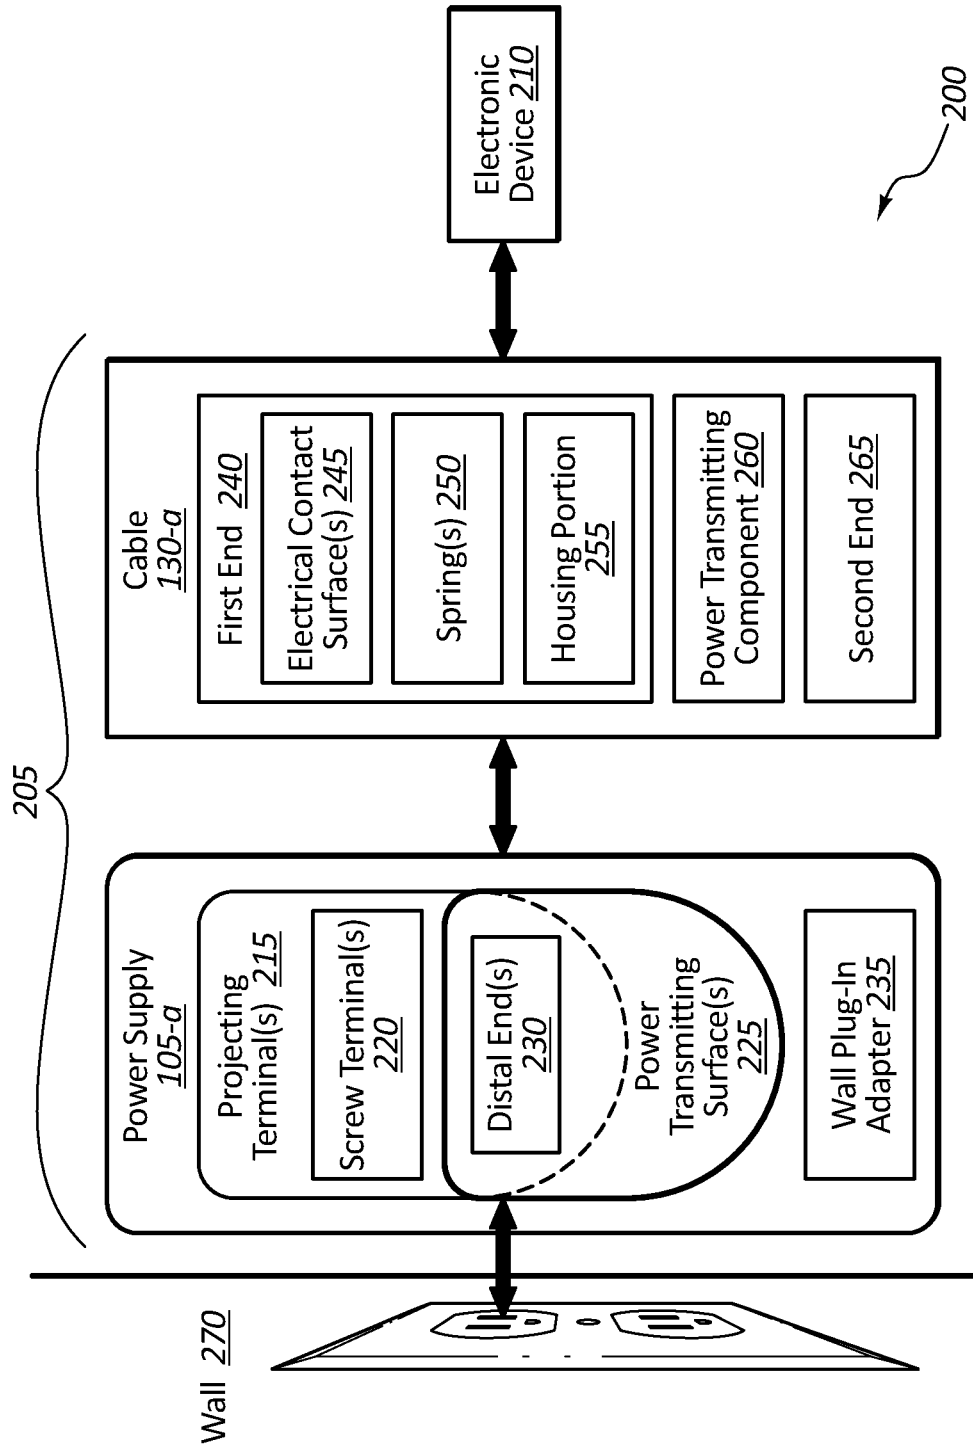 205
Wall 270
Power Supply
105-a
Projecting
Terminal(s) 215
Screw Terminal(s)
220
Distal End(s)
230
Power
Transmitting
Surface(s)
225
Wall Plug-In
Adapter 235
Cable
130-a
First End 240
Electrical Contact
Surface(s) 245
Spring(s) 250
Housing Portion
255
Power Transmitting
Component 260
Second End 265
Electronic
Device 210
200